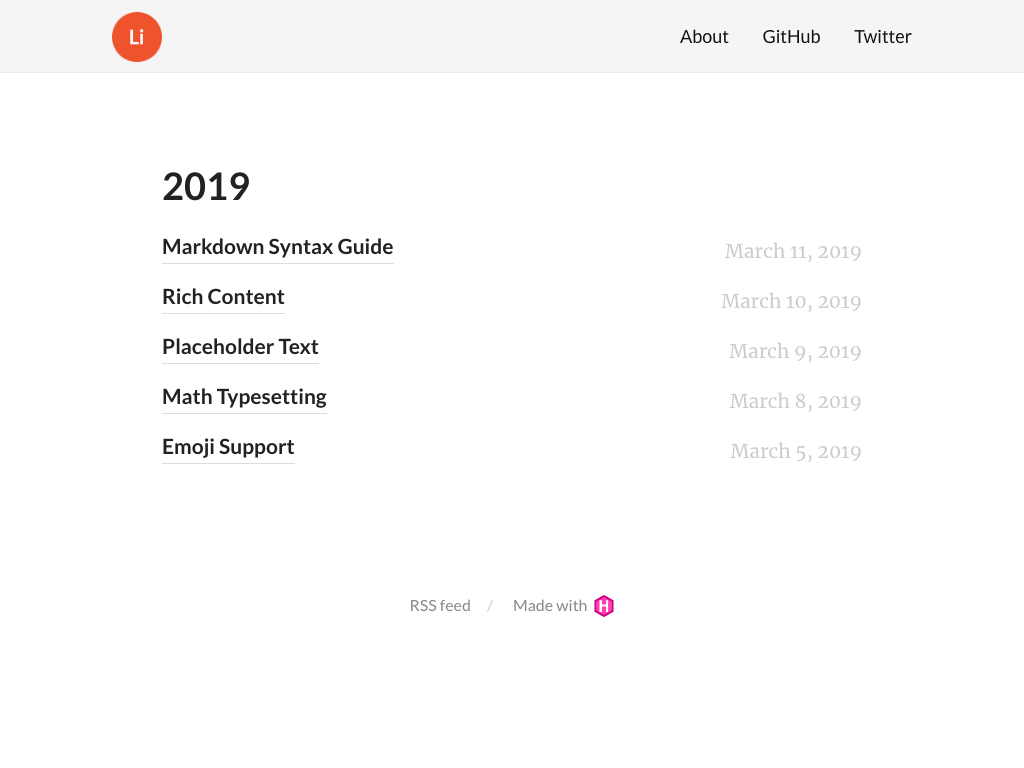 Li
About GitHub Twitter
2019
Markdown Syntax Guide March 11, 2019
Rich Content March 10, 2019
Placeholder Text March 9, 2019
Math Typesetting March 8, 2019
Emoji Support March 5, 2019
RSS feed / Made with H